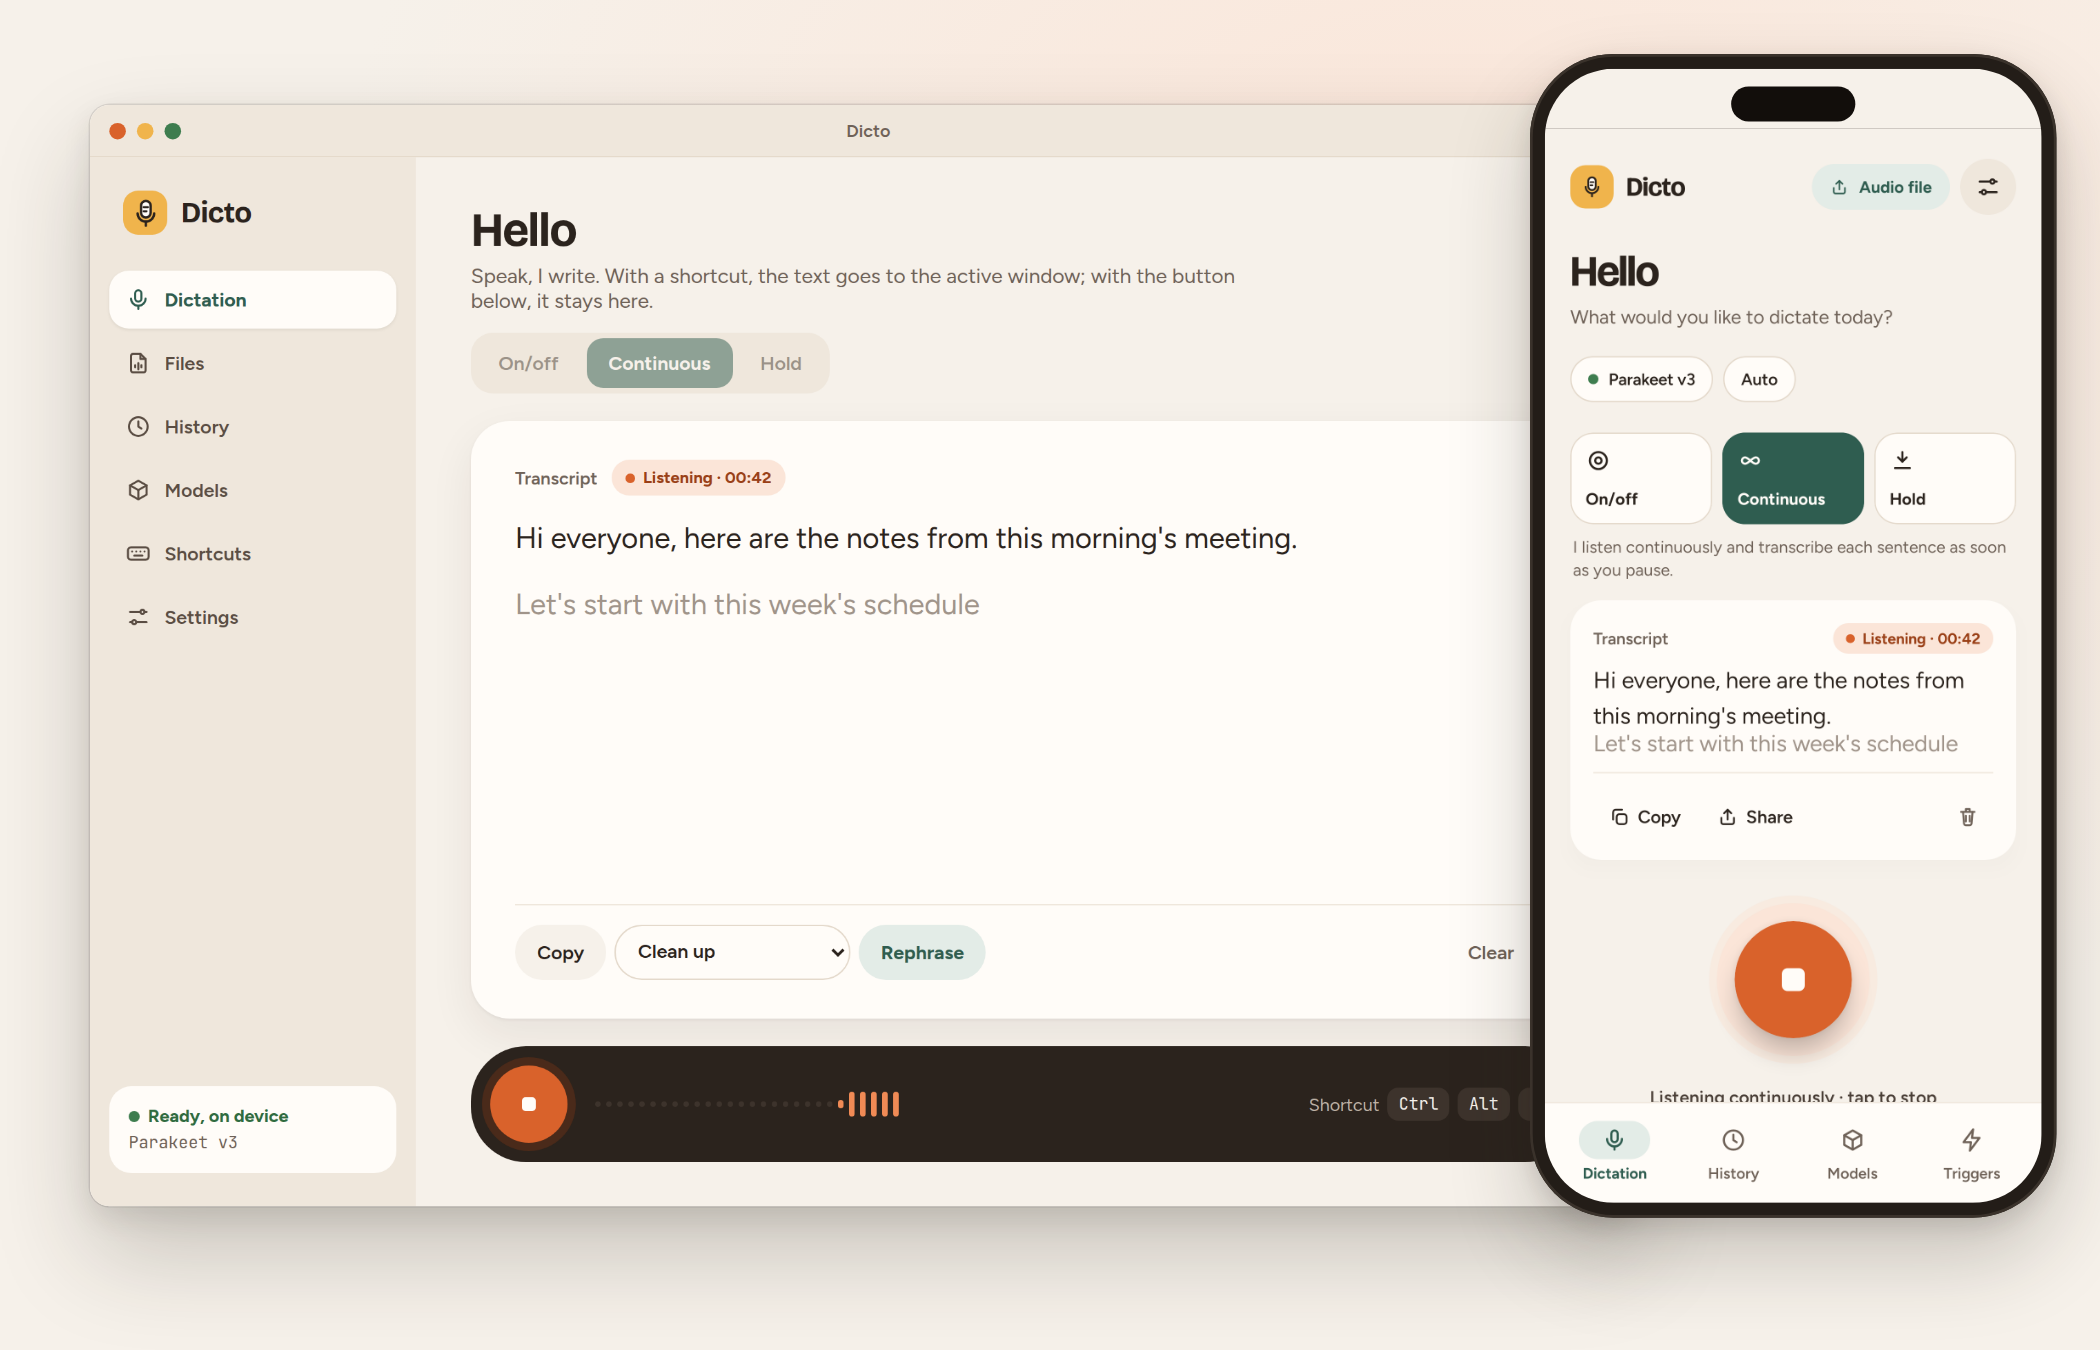 Dicto
Dicto
Dictation
Files
History
Models
Shortcuts
Settings
Ready, on device
Parakeet v3
Hello
Speak, I write. With a shortcut, the text goes to the active window; with the button
below, it stays here.
On/off Continuous Hold
Transcript Listening · 00:42
Hi everyone, here are the notes from this morning's meeting.
Let's start with this week's schedule
Copy Clean up Rephrase Clear
Shortcut Ctrl Alt
Dicto Audio file
Hello
What would you like to dictate today?
Parakeet v3 Auto
On/off Continuous Hold
I listen continuously and transcribe each sentence as soon
as you pause.
Transcript Listening · 00:42
Hi everyone, here are the notes from
this morning's meeting.
Let's start with this week's schedule
Copy Share
Listening continuously · tap to stop
Dictation History Models Triggers